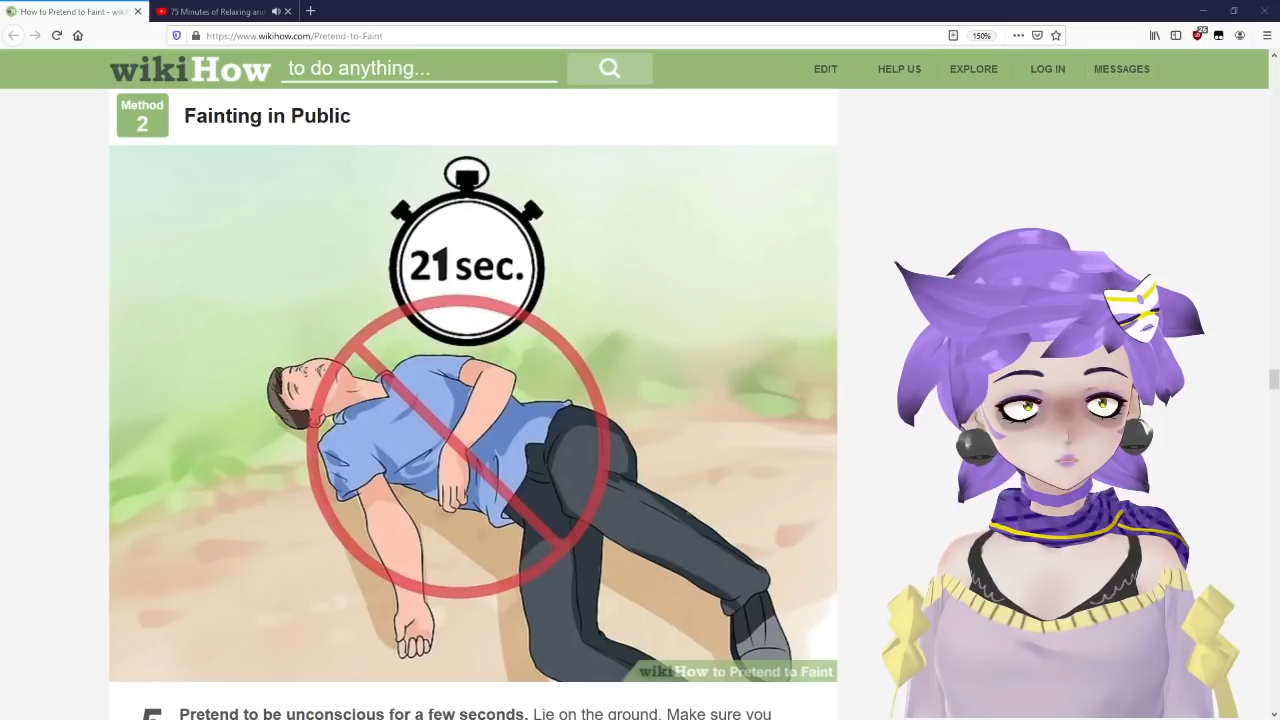 How to Pretend to Faint - wiki
75 Minutes of Relaxing and
https://www.wikihow.com/Pretend-to-Faint
150%
wikiHow to do anything...
EDIT HELP US EXPLORE LOG IN MESSAGES
Method
2
Fainting in Public
21 sec.
wikiHow to Pretend to Faint
Pretend to be unconscious for a few seconds. Lie on the ground. Make sure you